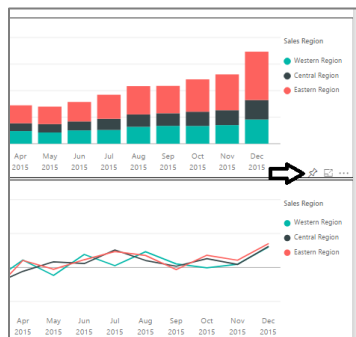 Sales Region
Western Region
Central Region
Eastern Region
Apr May Jun Jul Aug Sep Oct Nov Dec
2015 2015 2015 2015 2015 2015 2015 2015 2015
Sales Region
Western Region
Central Region
Eastern Region
Apr May Jun Jul Aug Sep Oct Nov Dec
2015 2015 2015 2015 2015 2015 2015 2015 2015